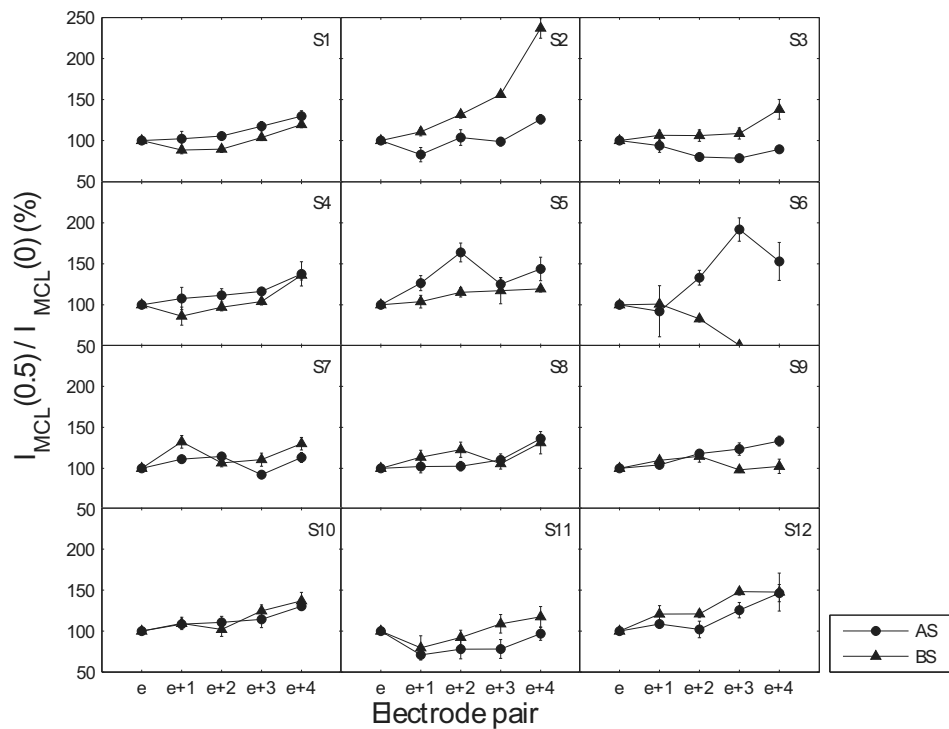 I_MCL(0.5) / I_MCL(0) (%)
250
200
150
100
50
S1
S2
S3
200
150
100
50
S4
S5
S6
200
150
100
50
S7
S8
S9
200
150
100
50
S10
S11
S12
e e+1 e+2 e+3 e+4
e e+1 e+2 e+3 e+4
e e+1 e+2 e+3 e+4
Electrode pair
AS
BS